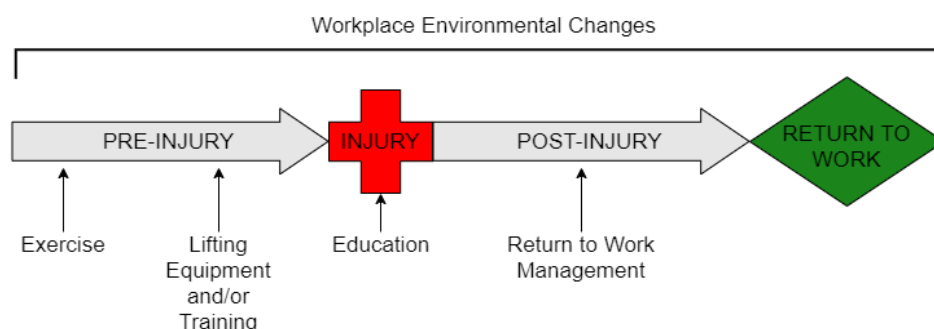 Workplace Environmental Changes
PRE-INJURY
INJURY
POST-INJURY
RETURN TO
WORK
Exercise
Lifting
Equipment
and/or
Training
Education
Return to Work
Management